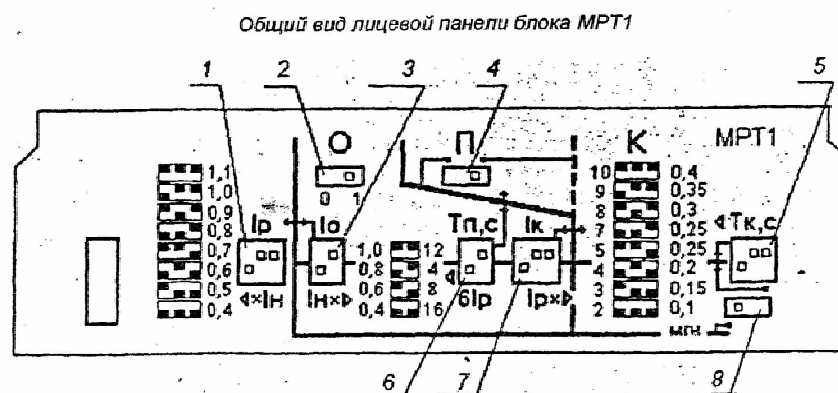 Общий вид лицевой панели блока МРТ1
1 2 3 4 5
О П К МРТ1
1,1 10 0,4
1,0 0 1 9 0,35
0,9 8 0,3
0,8 Iр Iо Тп,с Iк 7 0,25 Тк,с
0,7 1,0 12 5 0,25
0,6 0,8 4 4 0,2
0,5 0,6 8 3 0,15
0,4 ×Iн Iн× 0,4 16 6Iр Iр× 2 0,1
мгн
6 7 8